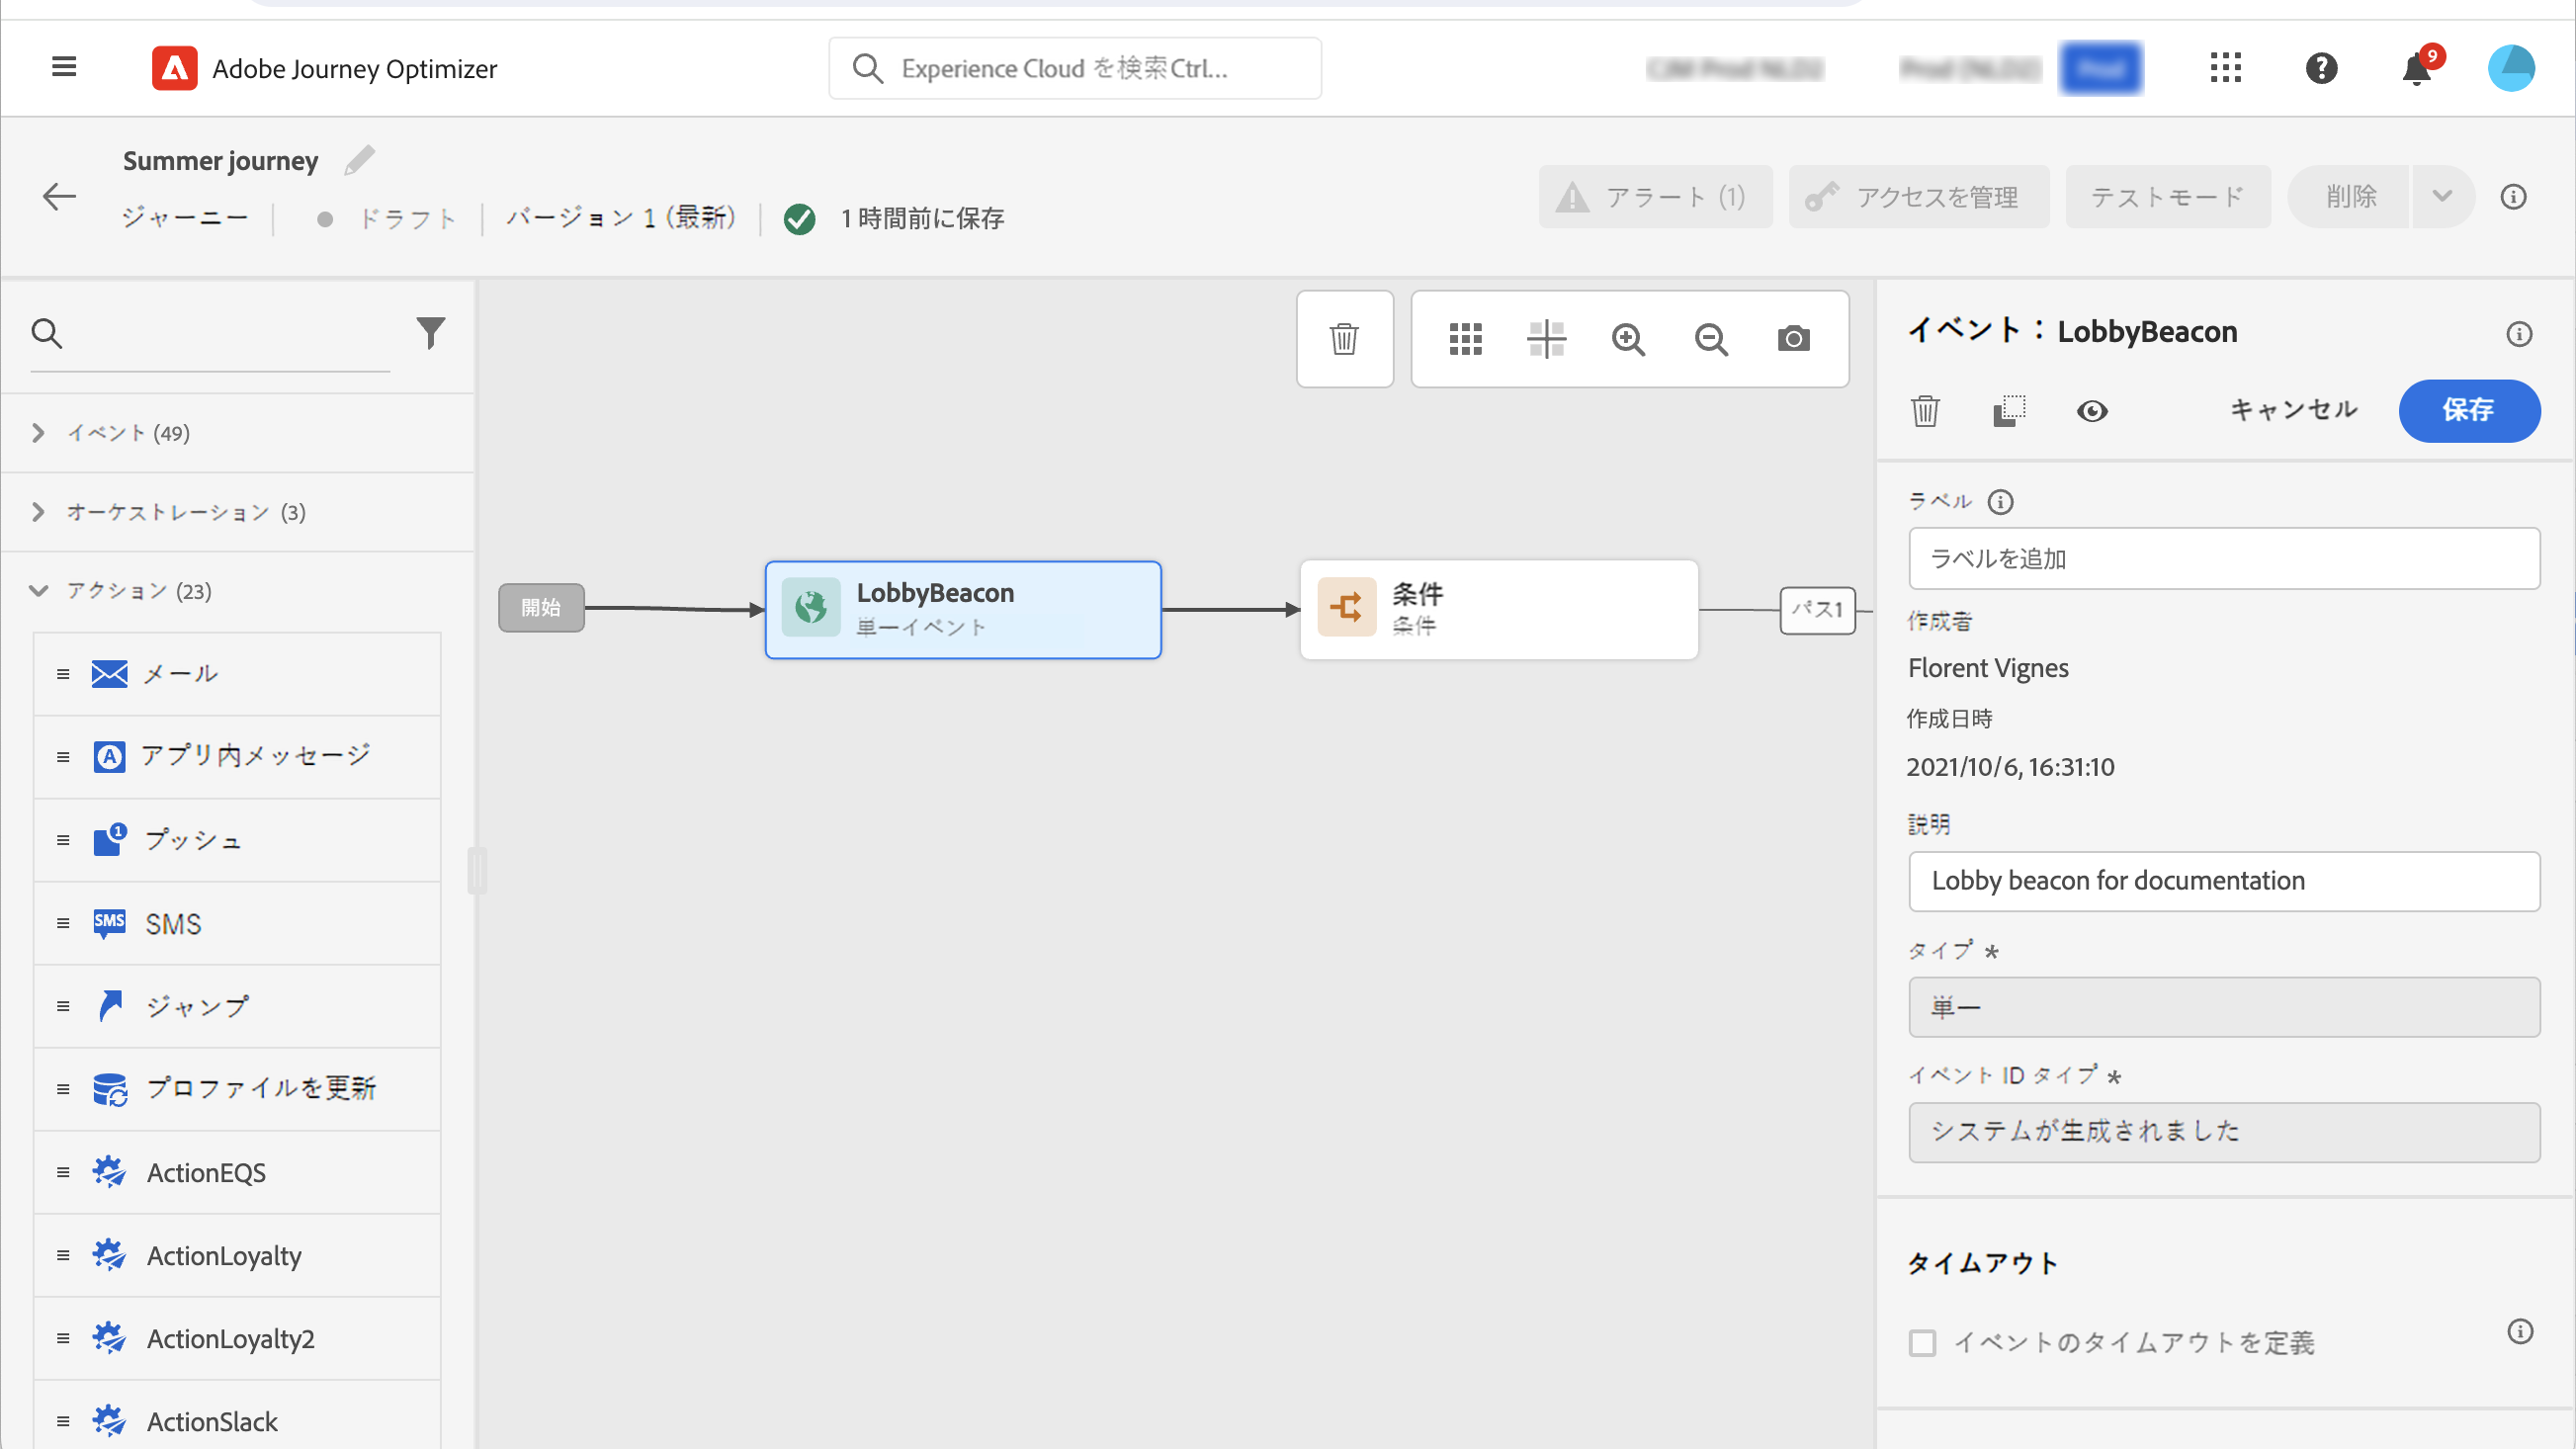 Adobe Journey Optimizer
Experience Cloud を検索Ctrl...
9
Summer journey
ジャーニー
ドラフト
バージョン 1 (最新)
1 時間前に保存
アラート (1)
アクセスを管理
テストモード
削除
イベント (49)
オーケストレーション (3)
アクション (23)
メール
アプリ内メッセージ
プッシュ
SMS
SMS
ジャンプ
プロファイルを更新
ActionEQS
ActionLoyalty
ActionLoyalty2
ActionSlack
開始
LobbyBeacon
単一イベント
条件
条件
パス1
イベント： LobbyBeacon
キャンセル
保存
ラベル
ラベルを追加
作成者
Florent Vignes
作成日時
2021/10/6, 16:31:10
説明
Lobby beacon for documentation
タイプ *
単一
イベント ID タイプ *
システムが生成されました
タイムアウト
イベントのタイムアウトを定義